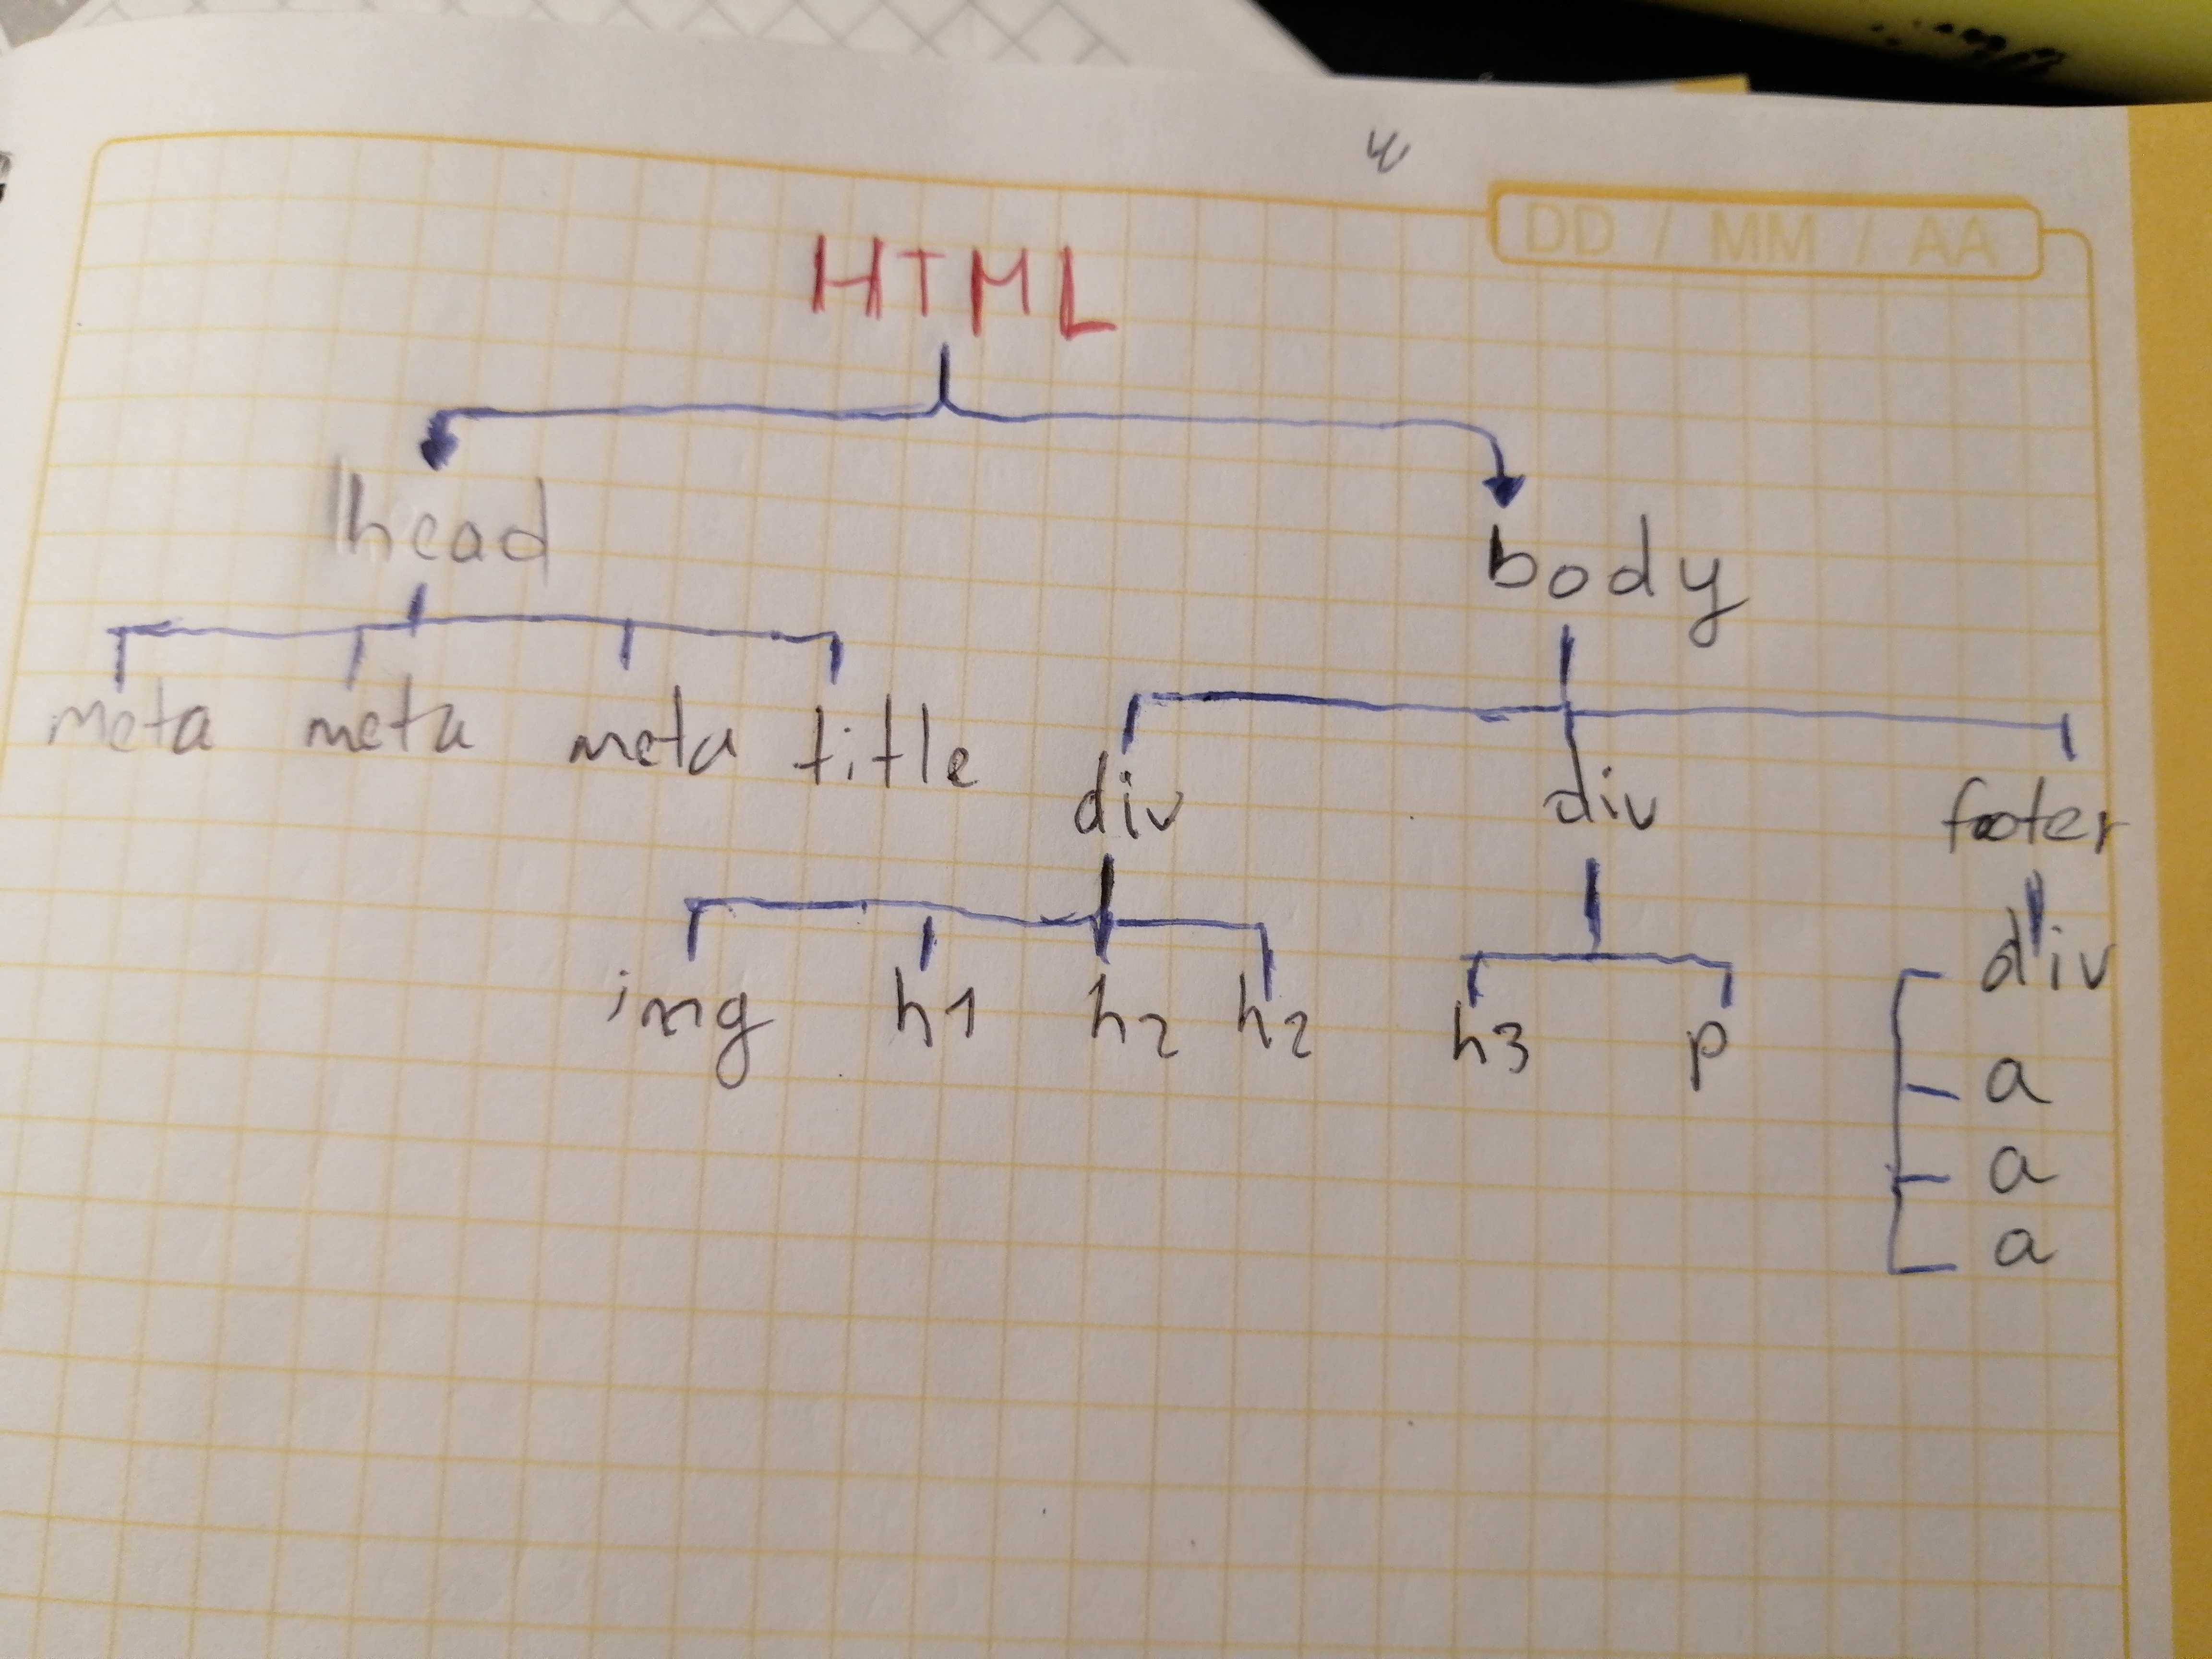 DD / MM / AA
HTML
head
body
meta meta meta title
div div footer
img h1 h2 h2
h3 p
div
a
a
a